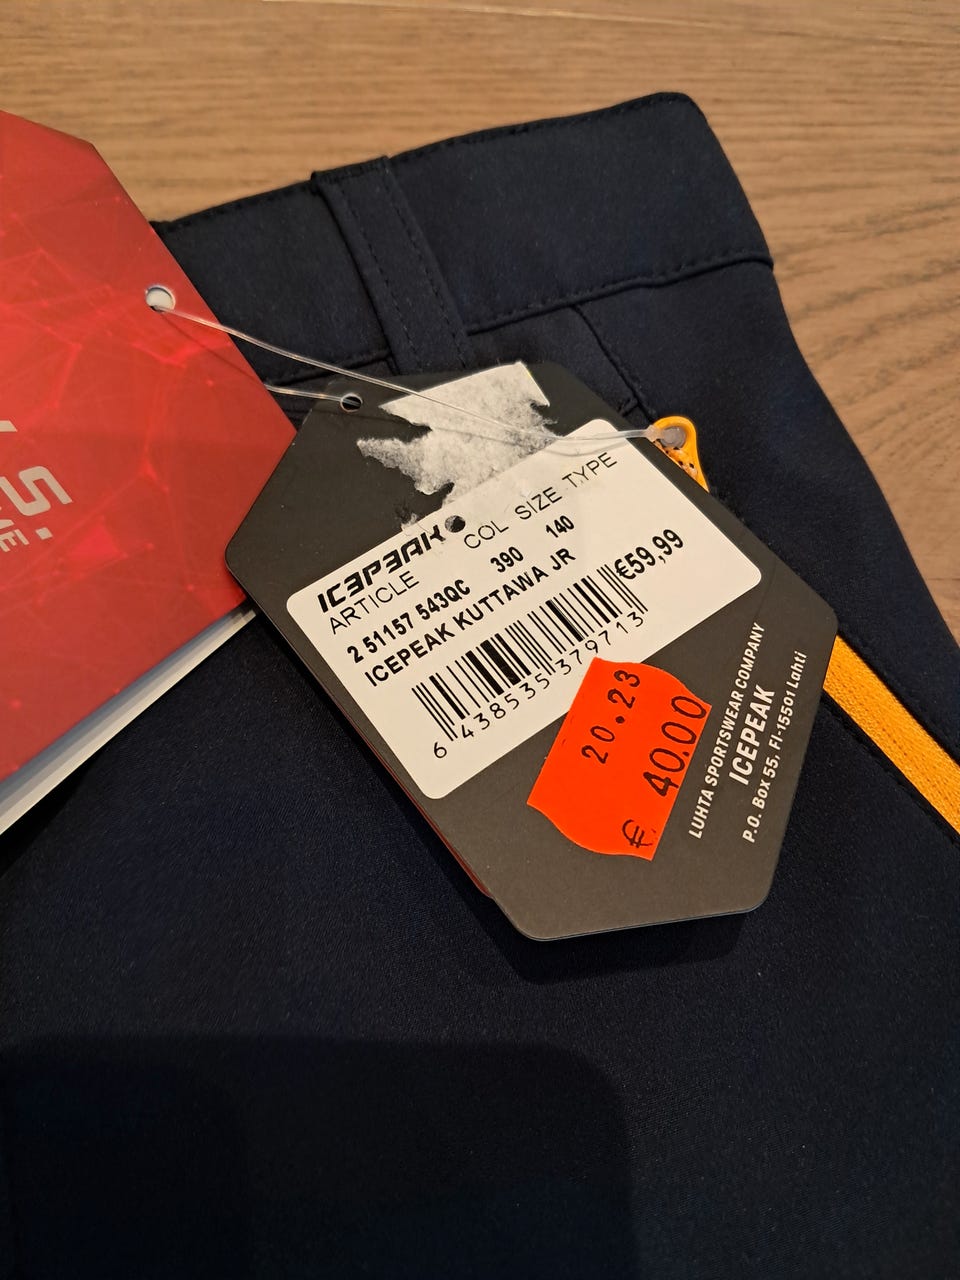 ICEPEAK
ARTICLE COL SIZE TYPE
2 51157 543QC 390 140
ICEPEAK KUTTAWA JR
€59,99
6 438535 379713
20.23
€ 40.00
LUHTA SPORTSWEAR COMPANY
ICEPEAK
P.O. Box 55, FI-15501 Lahti